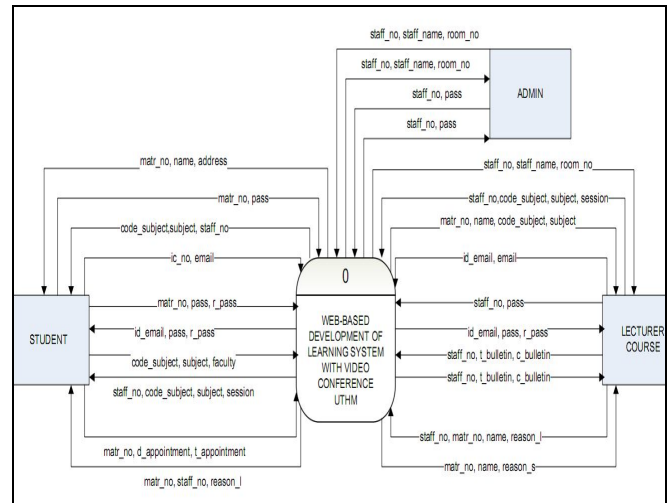 staff_no, staff_name, room_no
staff_no, staff_name, room_no
staff_no, pass
staff_no, pass
ADMIN
matr_no, name, address
staff_no, staff_name, room_no
matr_no, pass
staff_no,code_subject, subject, session
code_subject,subject, staff_no
matr_no, name, code_subject, subject
ic_no, email
id_email, email
0
matr_no, pass, r_pass
staff_no, pass
STUDENT
id_email, pass, r_pass
WEB-BASED
DEVELOPMENT OF
LEARNING SYSTEM
WITH VIDEO
CONFERENCE
UTHM
id_email, pass, r_pass
LECTURER
COURSE
code_subject, subject, faculty
staff_no, t_bulletin, c_bulletin
staff_no, code_subject, subject, session
staff_no, t_bulletin, c_bulletin
staff_no, matr_no, name, reason_l
matr_no, d_appointment, t_appointment
matr_no, name, reason_s
matr_no, staff_no, reason_l